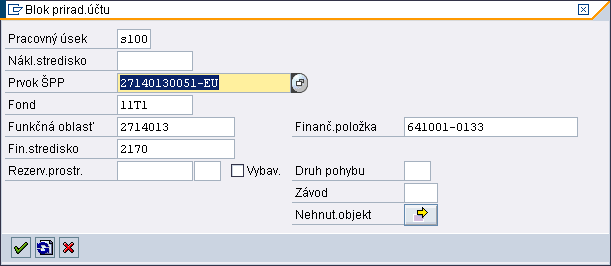 Blok prirad.účtu
Pracovný úsek s100
Nákl.stredisko
Prvok ŠPP 27140130051-EU
Fond 11T1
Funkčná oblasť 2714013 Finanč.položka 641001-0133
Fin.stredisko 2170
Rezerv.prostr. Vybav. Druh pohybu
Závod
Nehnut.objekt